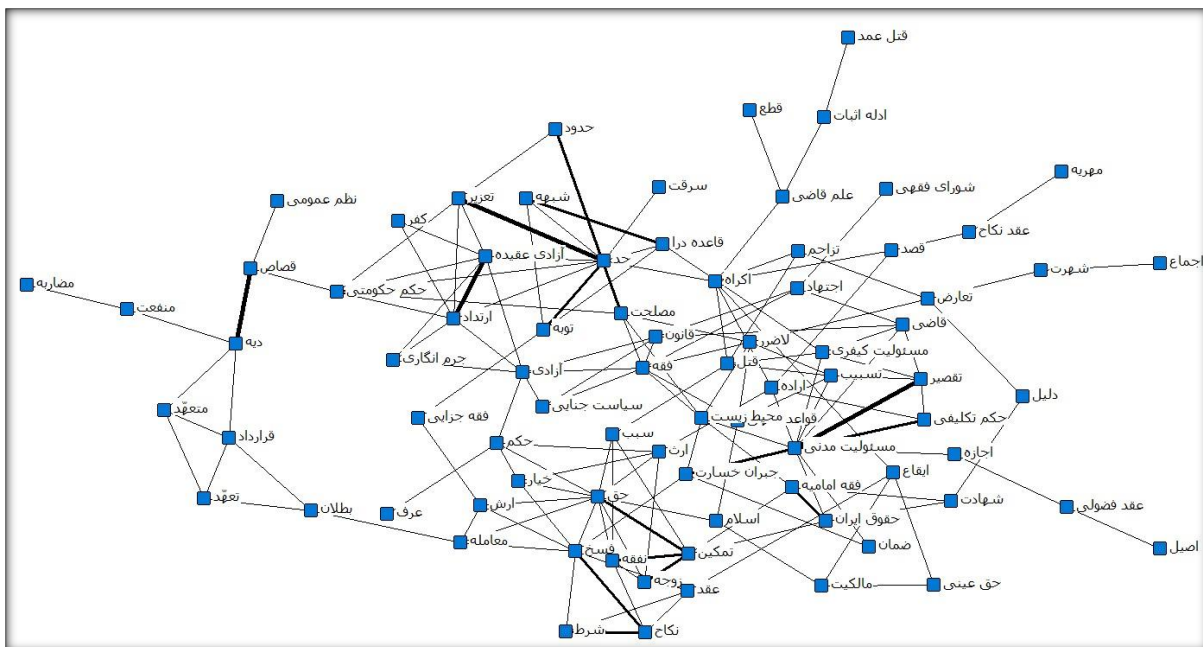 قتل عمد
قطع
ادله اثبات
حدود
مهریه
شورای فقهی
سرقت
علم قاضی
نظم عمومی
تعزیر
شبهه
کفر
عقد نکاح
قصد
قاعده درا
تزاحم
آزادی عقیده
حد
اجماع
شهرت
قصاص
اکراه
اجتهاد
مضاربه
حکم حکومتی
تعارض
منفعت
مصلحت
ارتداد
توبه
قاضی
قانون
دیه
لاضرر
مسئولیت کیفری
جرم انگاری
قتل
فقه
آزادی
تسبیب
تقصیر
اراده
دلیل
سیاست جنایی
متعهّد
فقه جزایی
محیط زیست
قواعد
حکم تکلیفی
قرارداد
سبب
حکم
مسئولیت مدنی
ارث
اجازه
جبران خسارت
ایقاع
خیار
فقه امامیه
تعهّد
حق
شهادت
ارش
عقد فضولی
بطلان
عرف
اسلام
حقوق ایران
معامله
فسخ
تمکین
ضمان
اصیل
نفقه
زوجه
عقد
مالکیت
حق عینی
شرط
نکاح